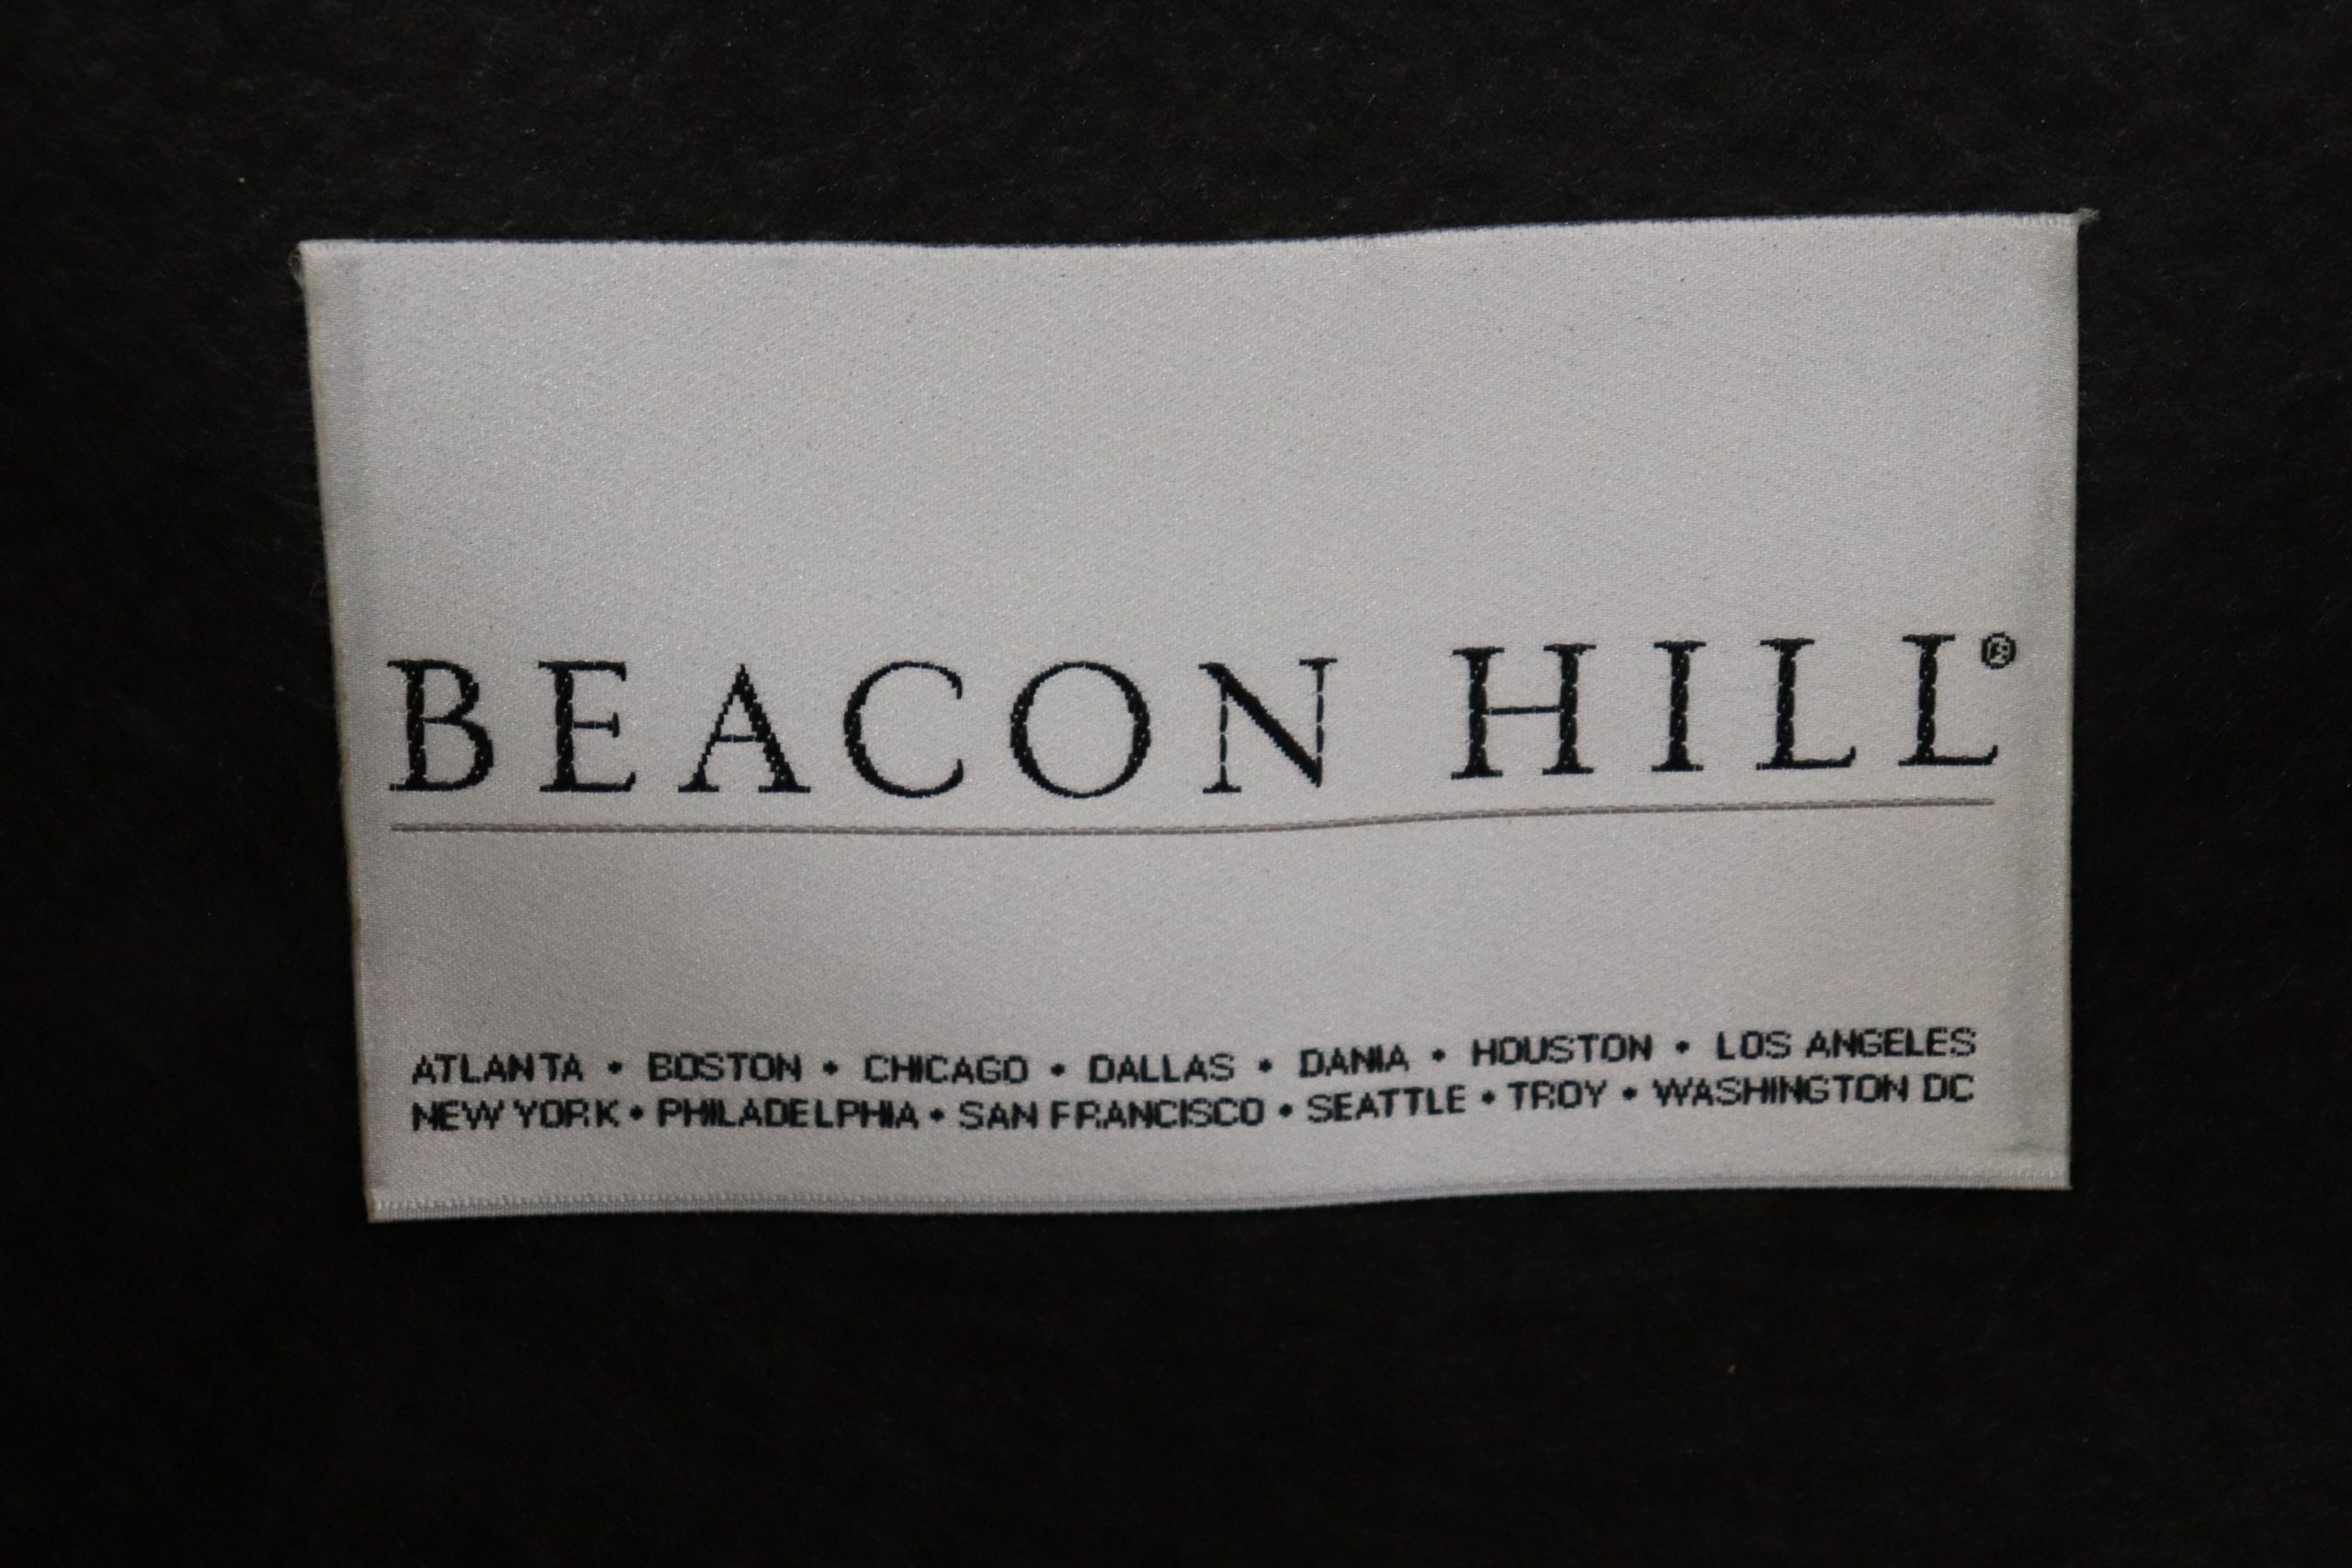 BEACON HILL®
ATLANTA • BOSTON • CHICAGO • DALLAS • DANIA • HOUSTON • LOS ANGELES
NEW YORK • PHILADELPHIA • SAN FRANCISCO • SEATTLE • TROY • WASHINGTON DC